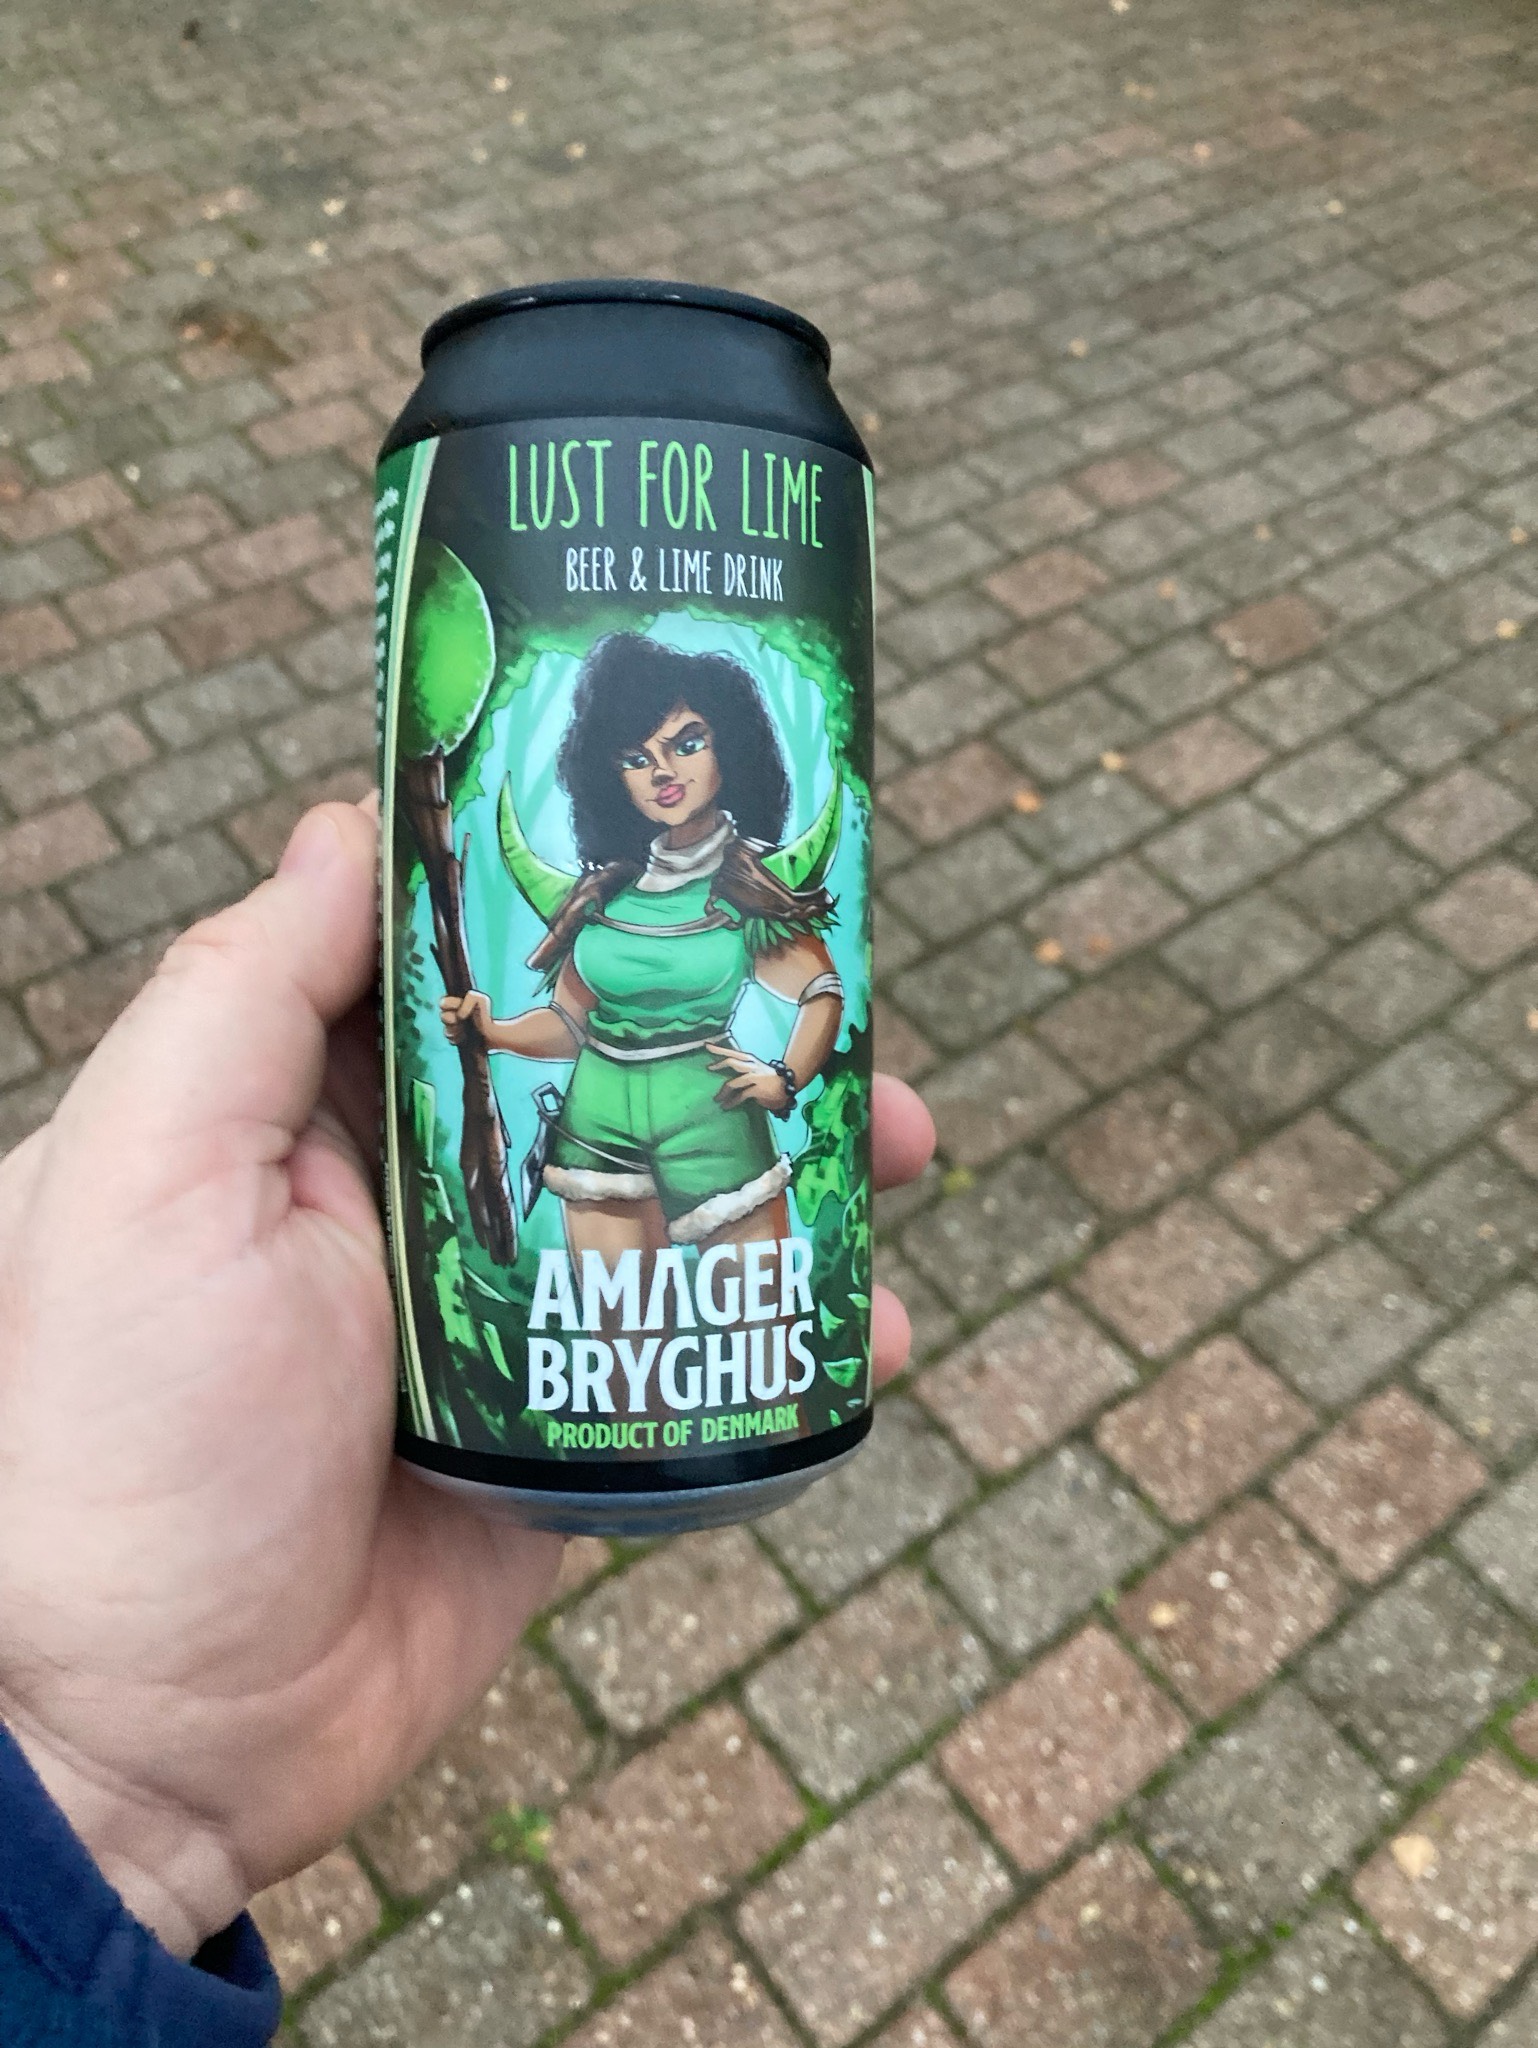 LUST FOR LIME
BEER & LIME DRINK
AMAGER
BRYGHUS
PRODUCT OF DENMARK